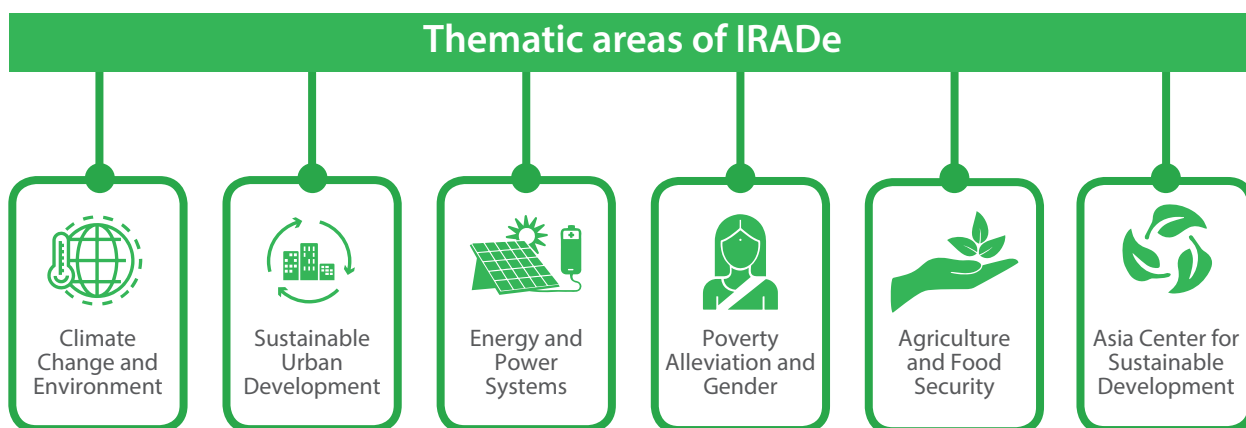 Thematic areas of IRADe
Climate
Change and
Environment
Sustainable
Urban
Development
Energy and
Power
Systems
Poverty
Alleviation and
Gender
Agriculture
and Food
Security
Asia Center for
Sustainable
Development